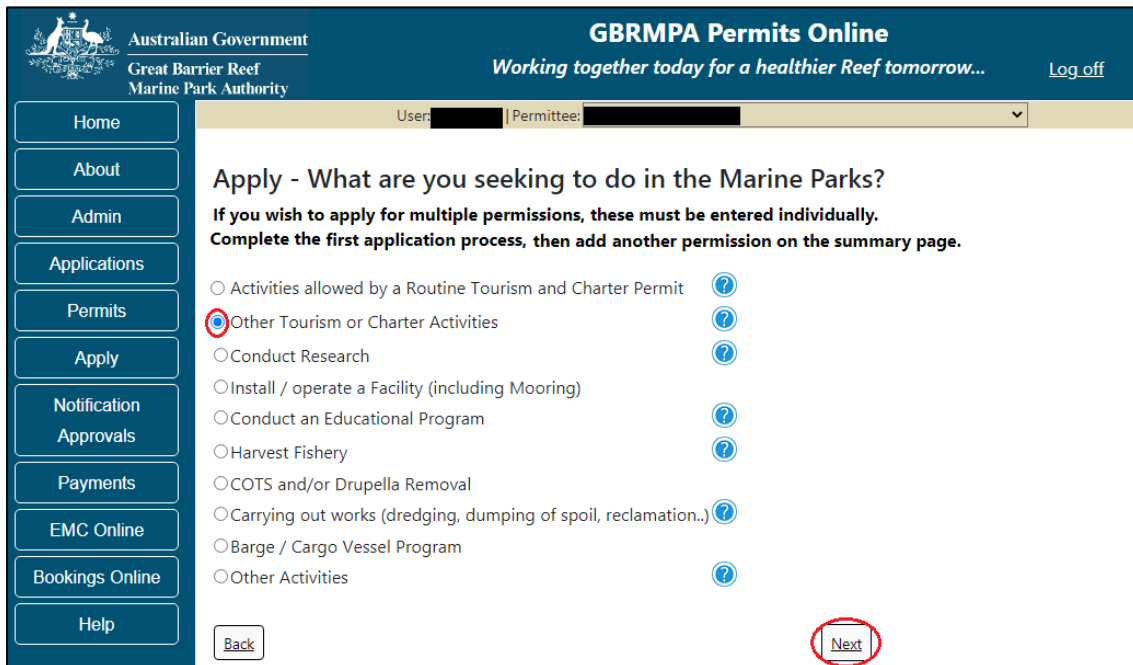 Australian Government
Great Barrier Reef
Marine Park Authority
GBRMPA Permits Online
Working together today for a healthier Reef tomorrow...
Log off
User: | Permittee:
Home
About
Admin
Applications
Permits
Apply
Notification
Approvals
Payments
EMC Online
Bookings Online
Help
Apply - What are you seeking to do in the Marine Parks?
If you wish to apply for multiple permissions, these must be entered individually.
Complete the first application process, then add another permission on the summary page.
Activities allowed by a Routine Tourism and Charter Permit ?
Other Tourism or Charter Activities ?
Conduct Research ?
Install / operate a Facility (including Mooring)
Conduct an Educational Program ?
Harvest Fishery ?
COTS and/or Drupella Removal
Carrying out works (dredging, dumping of spoil, reclamation..) ?
Barge / Cargo Vessel Program
Other Activities ?
Back
Next